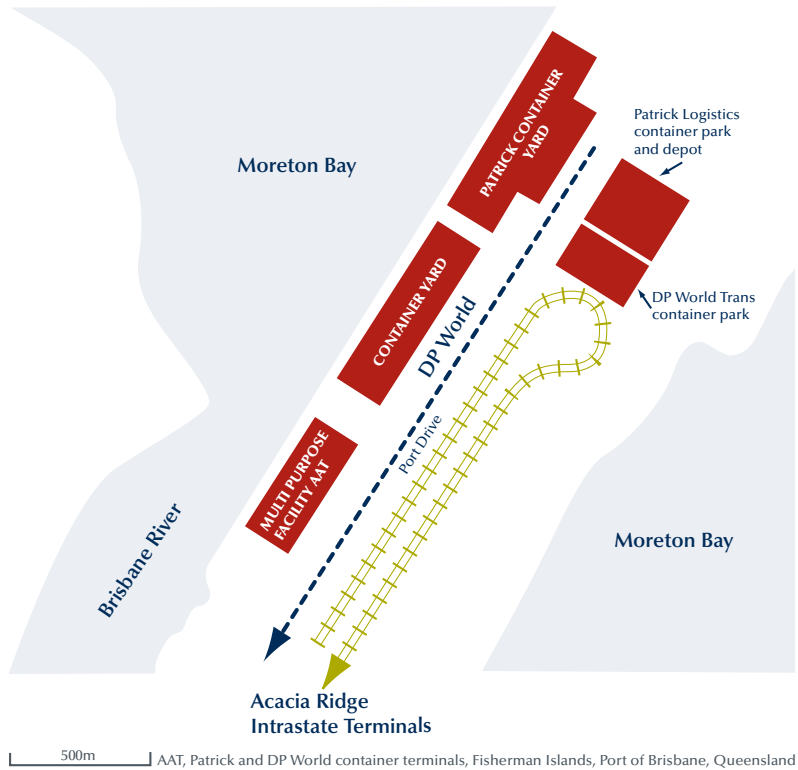 Moreton Bay
PATRICK CONTAINER
YARD
Patrick Logistics
container park
and depot
CONTAINER YARD
DP World
DP World Trans
container park
Port Drive
MULTI PURPOSE
FACILITY AAT
Brisbane River
Moreton Bay
Acacia Ridge
Intrastate Terminals
500m
AAT, Patrick and DP World container terminals, Fisherman Islands, Port of Brisbane, Queensland